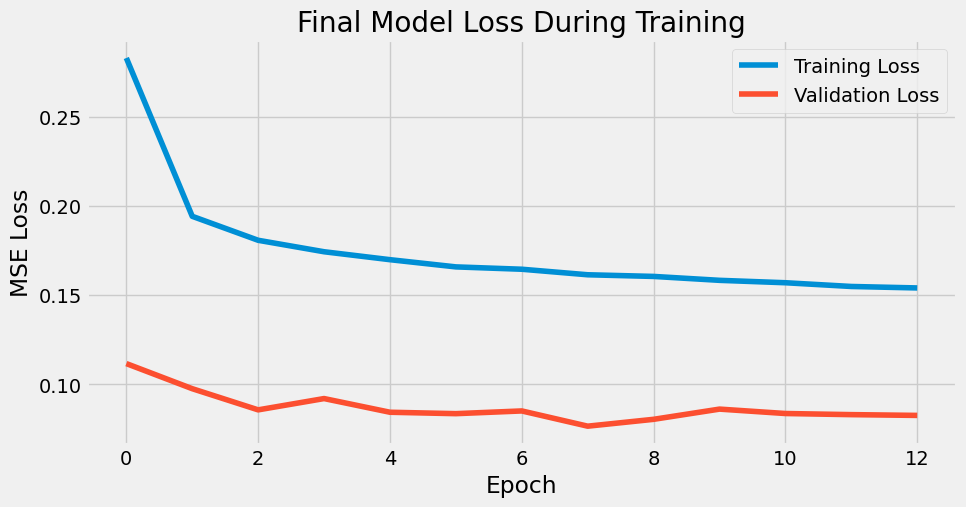 Final Model Loss During Training
Training Loss
Validation Loss
MSE Loss
0.25
0.20
0.15
0.10
0 2 4 6 8 10 12
Epoch